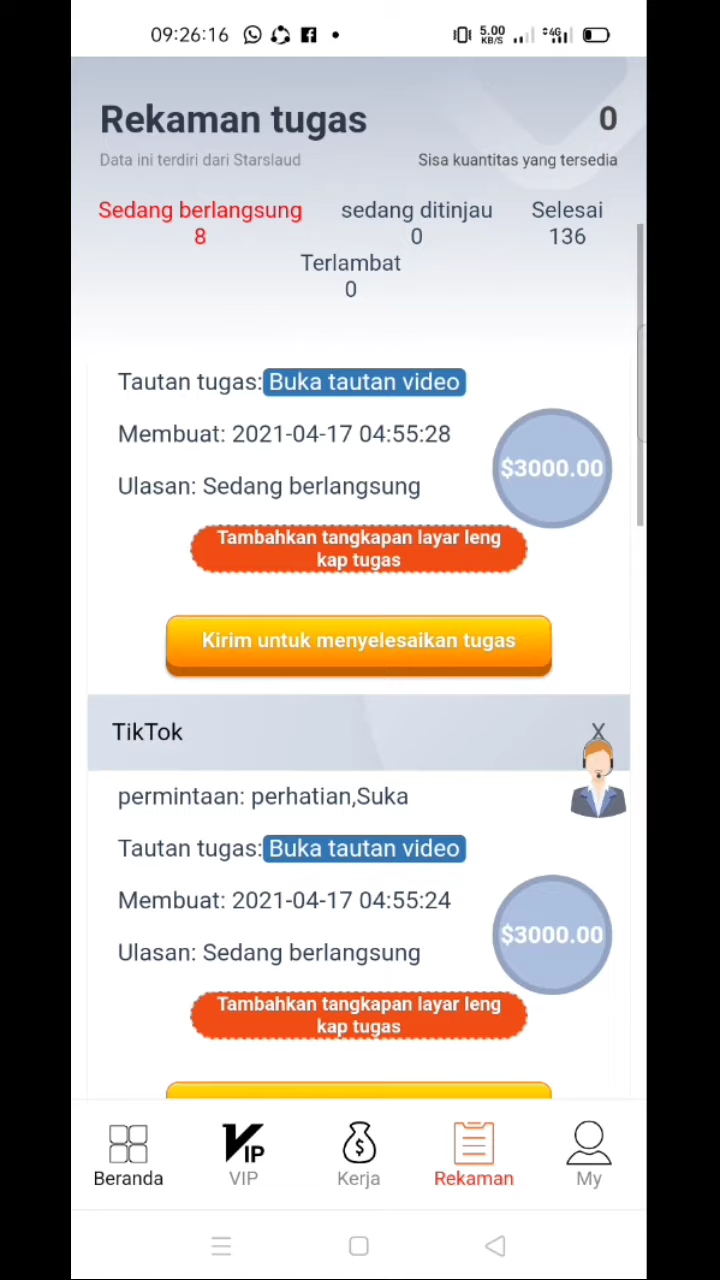 09:26:16
5.00
KB/S
4G
Rekaman tugas
0
Data ini terdiri dari Starslaud
Sisa kuantitas yang tersedia
Sedang berlangsung
8
sedang ditinjau
0
Selesai
136
Terlambat
0
Tautan tugas: Buka tautan video
Membuat: 2021-04-17 04:55:28
$3000.00
Ulasan: Sedang berlangsung
Tambahkan tangkapan layar leng
kap tugas
Kirim untuk menyelesaikan tugas
TikTok
X
permintaan: perhatian,Suka
Tautan tugas: Buka tautan video
Membuat: 2021-04-17 04:55:24
$3000.00
Ulasan: Sedang berlangsung
Tambahkan tangkapan layar leng
kap tugas
Beranda
VIP
VIP
Kerja
Rekaman
My